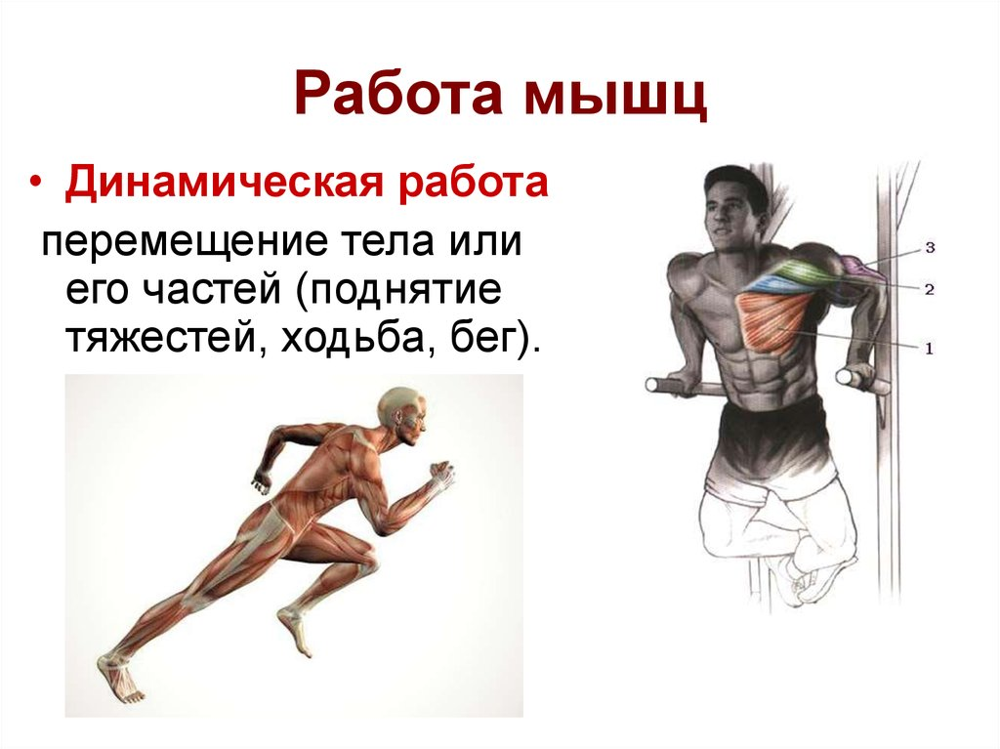 Работа мышц
• Динамическая работа
перемещение тела или
его частей (поднятие
тяжестей, ходьба, бег).
3
2
1